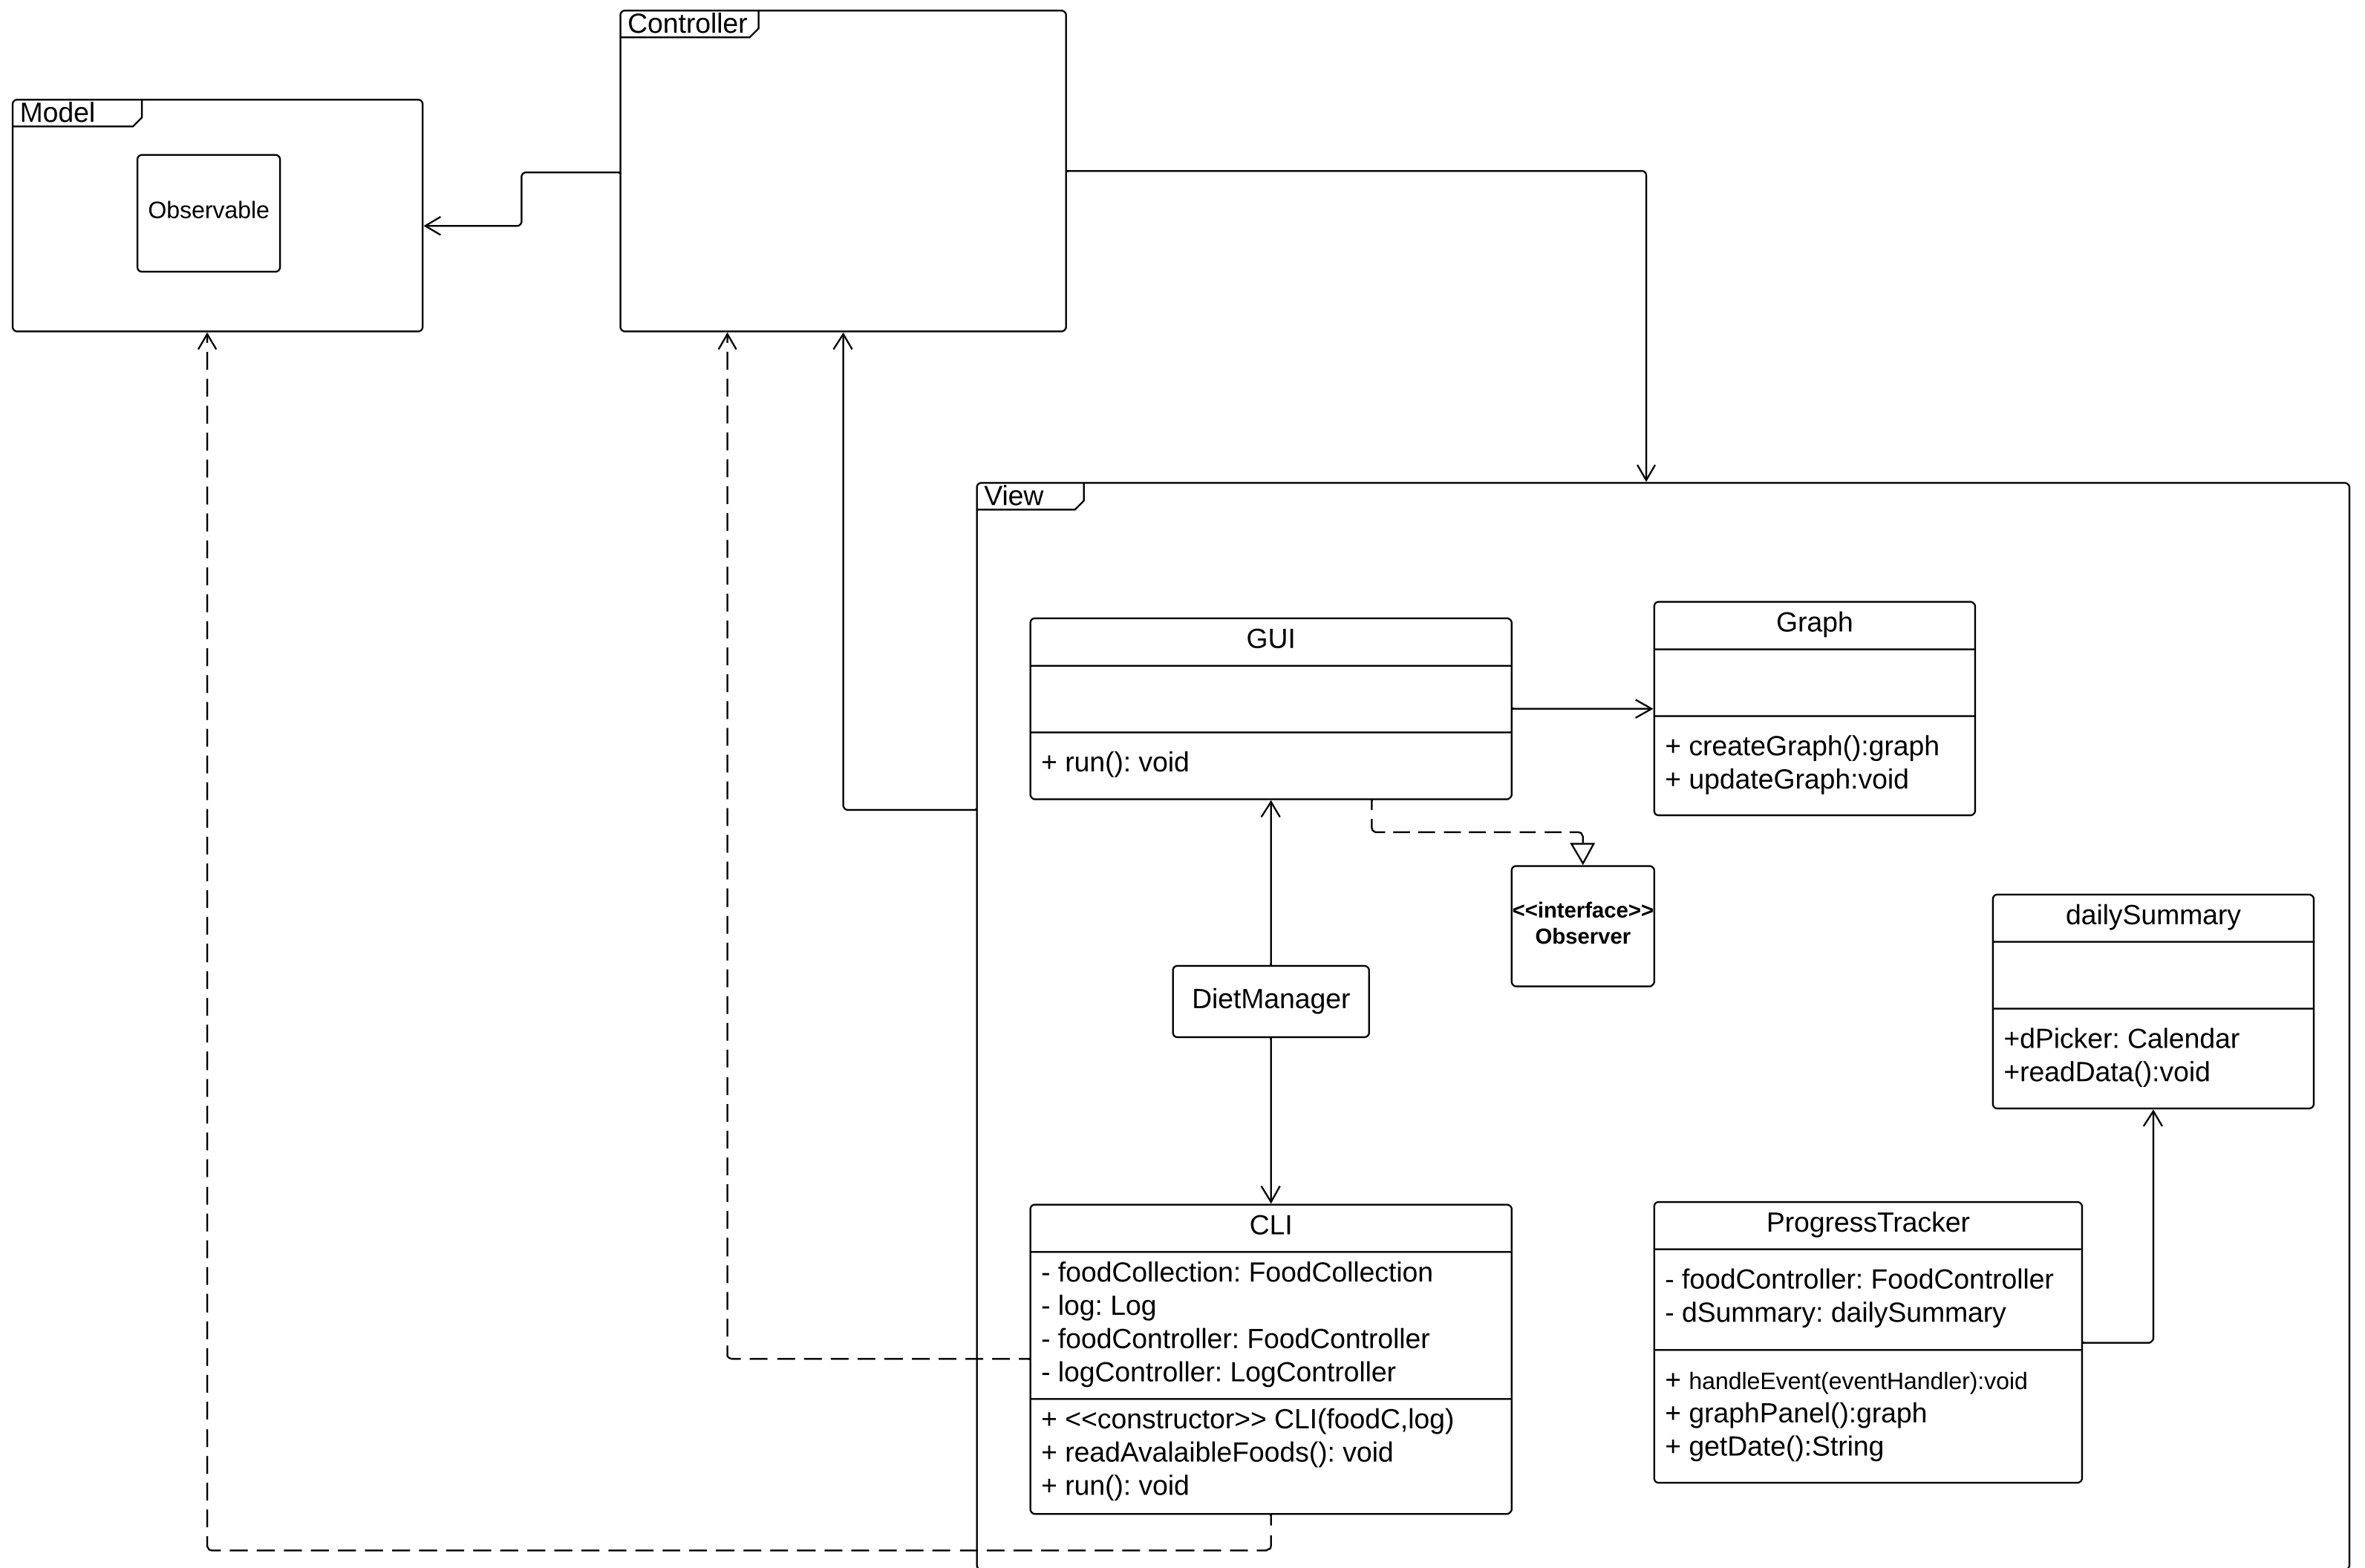 Controller
Model
Observable
View
GUI
+ run(): void
Graph
+ createGraph():graph
+ updateGraph:void
<<interface>>
Observer
DietManager
dailySummary
+dPicker: Calendar
+readData():void
CLI
- foodCollection: FoodCollection
- log: Log
- foodController: FoodController
- logController: LogController
+ <<constructor>> CLI(foodC,log)
+ readAvalaibleFoods(): void
+ run(): void
ProgressTracker
- foodController: FoodController
- dSummary: dailySummary
+ handleEvent(eventHandler):void
+ graphPanel():graph
+ getDate():String